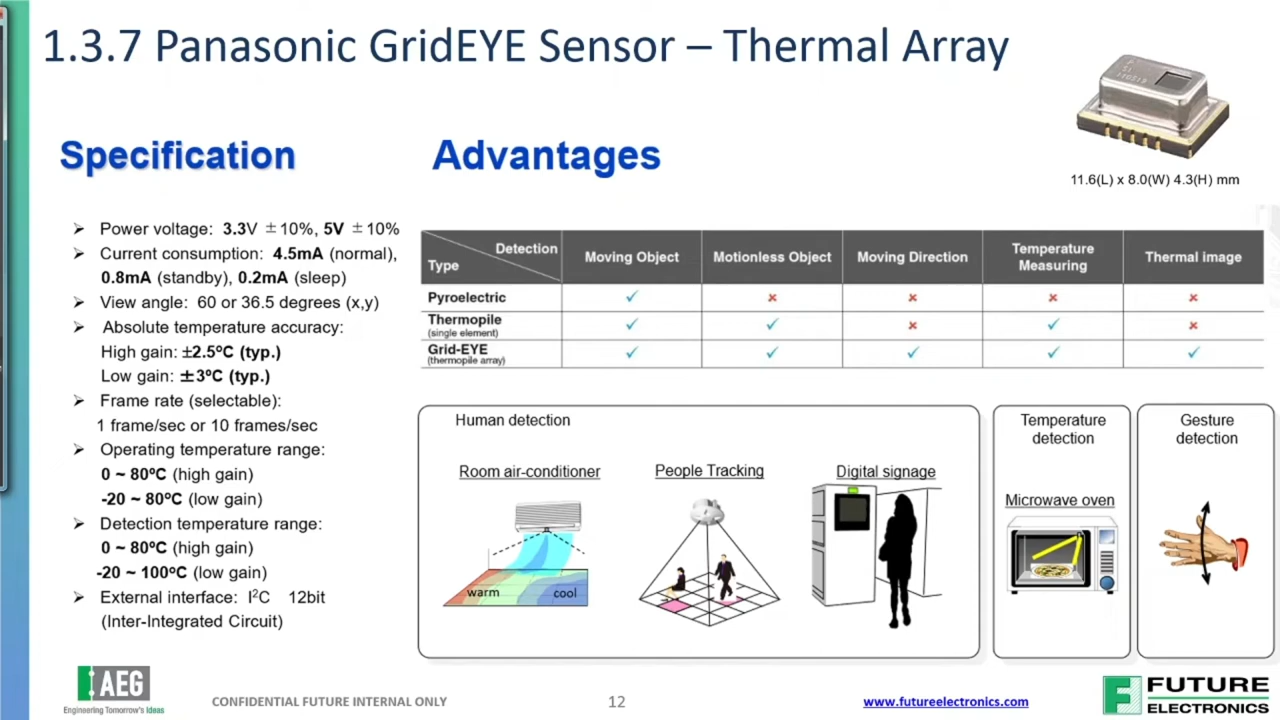 1.3.7 Panasonic GridEYE Sensor – Thermal Array
11.6(L) x 8.0(W) 4.3(H) mm
Specification
➢ Power voltage: 3.3V ±10%, 5V ±10%
➢ Current consumption: 4.5mA (normal),
0.8mA (standby), 0.2mA (sleep)
➢ View angle: 60 or 36.5 degrees (x,y)
➢ Absolute temperature accuracy:
High gain: ±2.5ºC (typ.)
Low gain: ±3ºC (typ.)
➢ Frame rate (selectable):
1 frame/sec or 10 frames/sec
➢ Operating temperature range:
0 ~ 80ºC (high gain)
-20 ~ 80ºC (low gain)
➢ Detection temperature range:
0 ~ 80ºC (high gain)
-20 ~ 100ºC (low gain)
➢ External interface: I²C 12bit
(Inter-Integrated Circuit)
Advantages
Detection
Type
Moving Object
Motionless Object
Moving Direction
Temperature
Measuring
Thermal image
Pyroelectric ✓ ✗ ✗ ✗ ✗
Thermopile ✓ ✓ ✗ ✓ ✗
(single element)
Grid-EYE ✓ ✓ ✓ ✓ ✓
(thermopile array)
Human detection
Room air-conditioner
warm
cool
People Tracking
Digital signage
Temperature
detection
Microwave oven
Gesture
detection
AEG
Engineering Tomorrow's Ideas
CONFIDENTIAL FUTURE INTERNAL ONLY
12
www.futureelectronics.com
F
FUTURE
ELECTRONICS